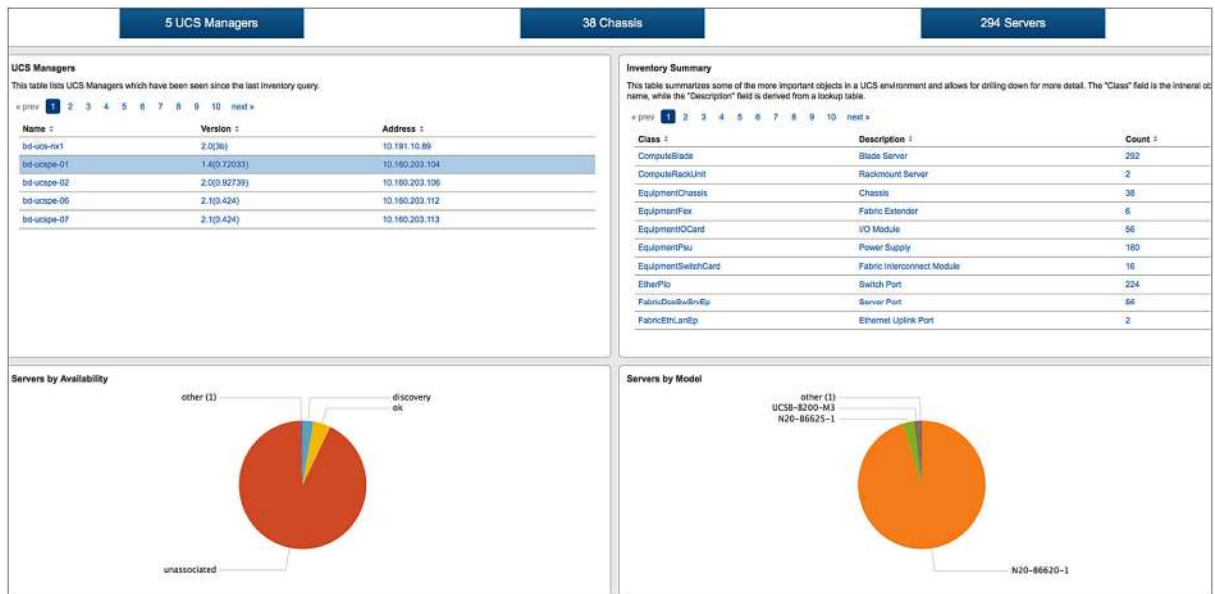 5 UCS Managers
38 Chassis
294 Servers
UCS Managers
This table lists UCS Managers which have been seen since the last inventory query.
« prev 1 2 3 4 5 6 7 8 9 10 next »
Name Version Address
bd-ucs-nx1 2.0(3b) 10.191.10.89
bd-ucspe-01 1.4(0.72033) 10.160.203.104
bd-ucspe-02 2.0(0.92739) 10.160.203.106
bd-ucspe-06 2.1(0.424) 10.160.203.112
bd-ucspe-07 2.1(0.424) 10.160.203.113
Inventory Summary
This table summarizes some of the more important objects in a UCS environment and allows for drilling down for more detail. The "Class" field is the intneral ob
name, while the "Description" field is derived from a lookup table.
« prev 1 2 3 4 5 6 7 8 9 10 next »
Class Description Count
ComputeBlade Blade Server 292
ComputeRackUnit Rackmount Server 2
EquipmentChassis Chassis 38
EquipmentFex Fabric Extender 6
EquipmentIOCard I/O Module 56
EquipmentPsu Power Supply 180
EquipmentSwitchCard Fabric Interconnect Module 16
EtherPIo Switch Port 224
FabricDceSwSrvEp Server Port 56
FabricEthLanEp Ethernet Uplink Port 2
Servers by Availability
other (1)
discovery
ok
unassociated
Servers by Model
other (1)
UCSB-B200-M3
N20-B6625-1
N20-B6620-1